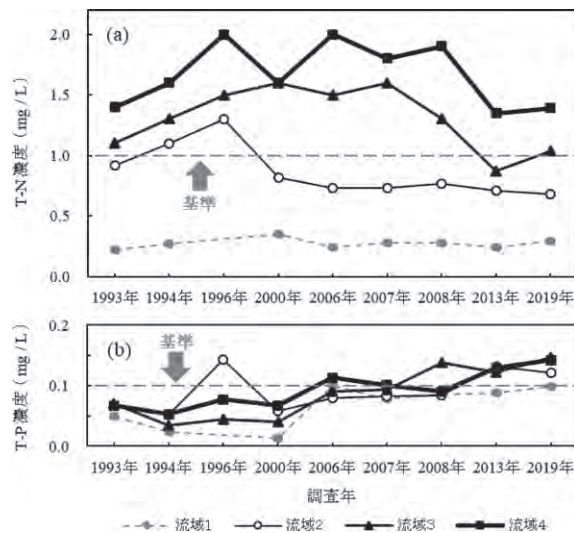 (a)
T-N濃度（mg / L）
2.0
1.5
1.0
0.5
0.0
基準
1993年 1994年 1996年 2000年 2006年 2007年 2008年 2013年 2019年
(b)
T-P濃度（mg / L）
0.2
0.1
0.0
基準
1993年 1994年 1996年 2000年 2006年 2007年 2008年 2013年 2019年
調査年
流域1 流域2 流域3 流域4